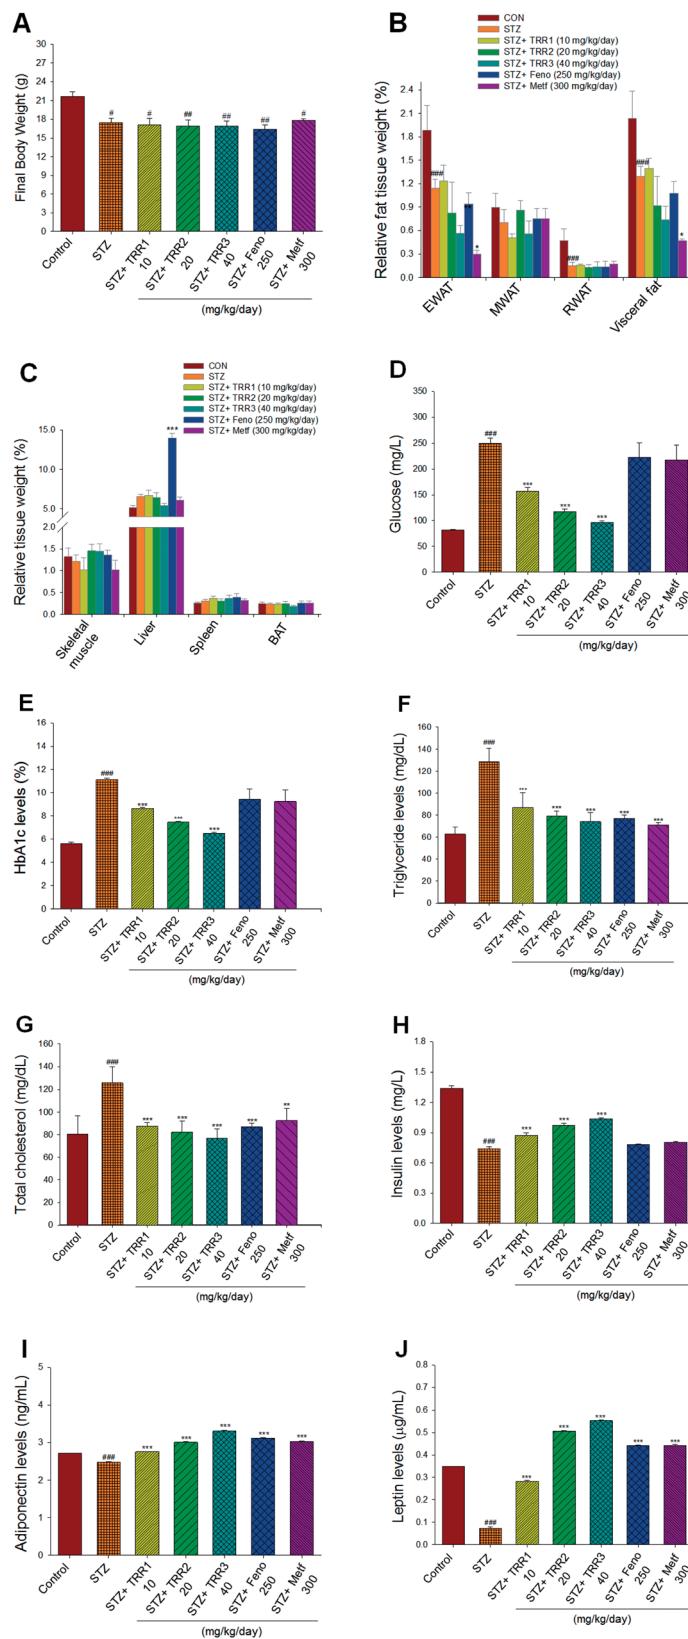 A
Final Body Weight (g)
30
27
24
21
18
15
12
9
6
3
0
# # ## ## ## #
Control
STZ
STZ+ TRR1 10
STZ+ TRR2 20
STZ+ TRR3 40
STZ+ Feno 250
STZ+ Metf 300
(mg/kg/day)
B
CON
STZ
STZ+ TRR1 (10 mg/kg/day)
STZ+ TRR2 (20 mg/kg/day)
STZ+ TRR3 (40 mg/kg/day)
STZ+ Feno (250 mg/kg/day)
STZ+ Metf (300 mg/kg/day)
Relative fat tissue weight (%)
2.4
2.1
1.8
1.5
1.2
0.9
0.6
0.3
0.0
### * ### ### *
EWAT
MWAT
RWAT
Visceral fat
C
CON
STZ
STZ+ TRR1 (10 mg/kg/day)
STZ+ TRR2 (20 mg/kg/day)
STZ+ TRR3 (40 mg/kg/day)
STZ+ Feno (250 mg/kg/day)
STZ+ Metf (300 mg/kg/day)
Relative tissue weight (%)
15.0
10.0
5.0
2.0
1.5
1.0
0.5
0.0
***
Skeletal muscle
Liver
Spleen
BAT
D
Glucose (mg/L)
350
300
250
200
150
100
50
0
### *** *** ***
Control
STZ
STZ+ TRR1 10
STZ+ TRR2 20
STZ+ TRR3 40
STZ+ Feno 250
STZ+ Metf 300
(mg/kg/day)
E
HbA1c levels (%)
16
14
12
10
8
6
4
2
0
### *** *** ***
Control
STZ
STZ+ TRR1 10
STZ+ TRR2 20
STZ+ TRR3 40
STZ+ Feno 250
STZ+ Metf 300
(mg/kg/day)
F
Triglyceride levels (mg/dL)
160
140
120
100
80
60
40
20
0
### *** *** *** *** ***
Control
STZ
STZ+ TRR1 10
STZ+ TRR2 20
STZ+ TRR3 40
STZ+ Feno 250
STZ+ Metf 300
(mg/kg/day)
G
Total cholesterol (mg/dL)
160
140
120
100
80
60
40
20
0
### *** *** *** *** **
Control
STZ
STZ+ TRR1 10
STZ+ TRR2 20
STZ+ TRR3 40
STZ+ Feno 250
STZ+ Metf 300
(mg/kg/day)
H
Insulin levels (mg/L)
1.8
1.5
1.2
0.9
0.6
0.3
0.0
### *** *** ***
Control
STZ
STZ+ TRR1 10
STZ+ TRR2 20
STZ+ TRR3 40
STZ+ Feno 250
STZ+ Metf 300
(mg/kg/day)
I
Adiponectin levels (ng/mL)
5
4
3
2
1
0
### *** *** *** *** ***
Control
STZ
STZ+ TRR1 10
STZ+ TRR2 20
STZ+ TRR3 40
STZ+ Feno 250
STZ+ Metf 300
(mg/kg/day)
J
Leptin levels (μg/mL)
0.8
0.7
0.6
0.5
0.4
0.3
0.2
0.1
0.0
### *** *** *** *** ***
Control
STZ
STZ+ TRR1 10
STZ+ TRR2 20
STZ+ TRR3 40
STZ+ Feno 250
STZ+ Metf 300
(mg/kg/day)